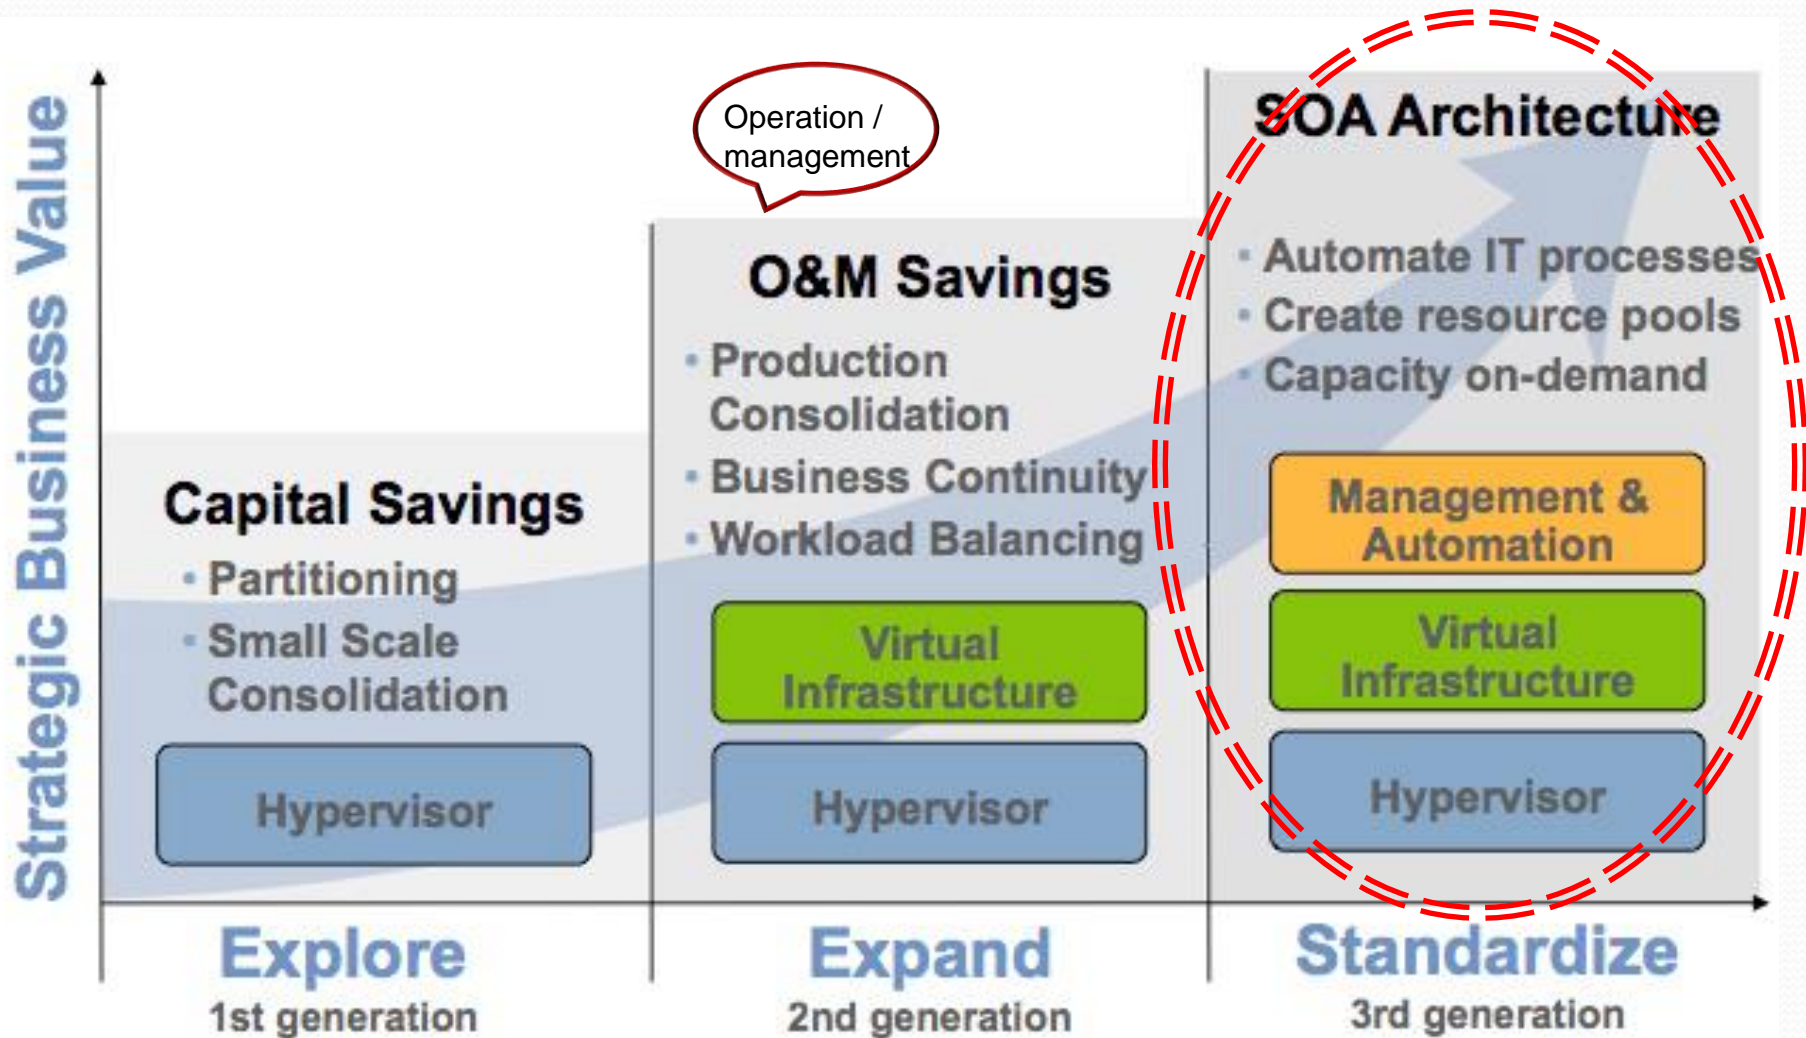 Strategic Business Value
Operation /
management
Capital Savings
• Partitioning
• Small Scale
Consolidation
Hypervisor
Explore
1st generation
O&M Savings
• Production
Consolidation
• Business Continuity
• Workload Balancing
Virtual
Infrastructure
Hypervisor
Expand
2nd generation
SOA Architecture
• Automate IT processes
• Create resource pools
• Capacity on-demand
Management &
Automation
Virtual
Infrastructure
Hypervisor
Standardize
3rd generation